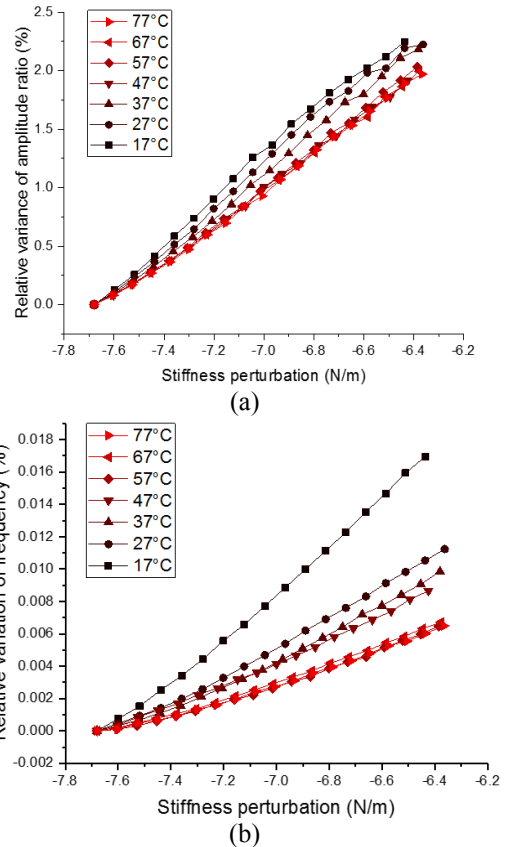 Relative variance of amplitude ratio (%)
2.5
2.0
1.5
1.0
0.5
0.0
77°C
67°C
57°C
47°C
37°C
27°C
17°C
-7.8 -7.6 -7.4 -7.2 -7.0 -6.8 -6.6 -6.4 -6.2
Stiffness perturbation (N/m)
(a)
Relative variation of frequency (%)
0.018
0.016
0.014
0.012
0.010
0.008
0.006
0.004
0.002
0.000
-0.002
77°C
67°C
57°C
47°C
37°C
27°C
17°C
-7.8 -7.6 -7.4 -7.2 -7.0 -6.8 -6.6 -6.4 -6.2
Stiffness perturbation (N/m)
(b)